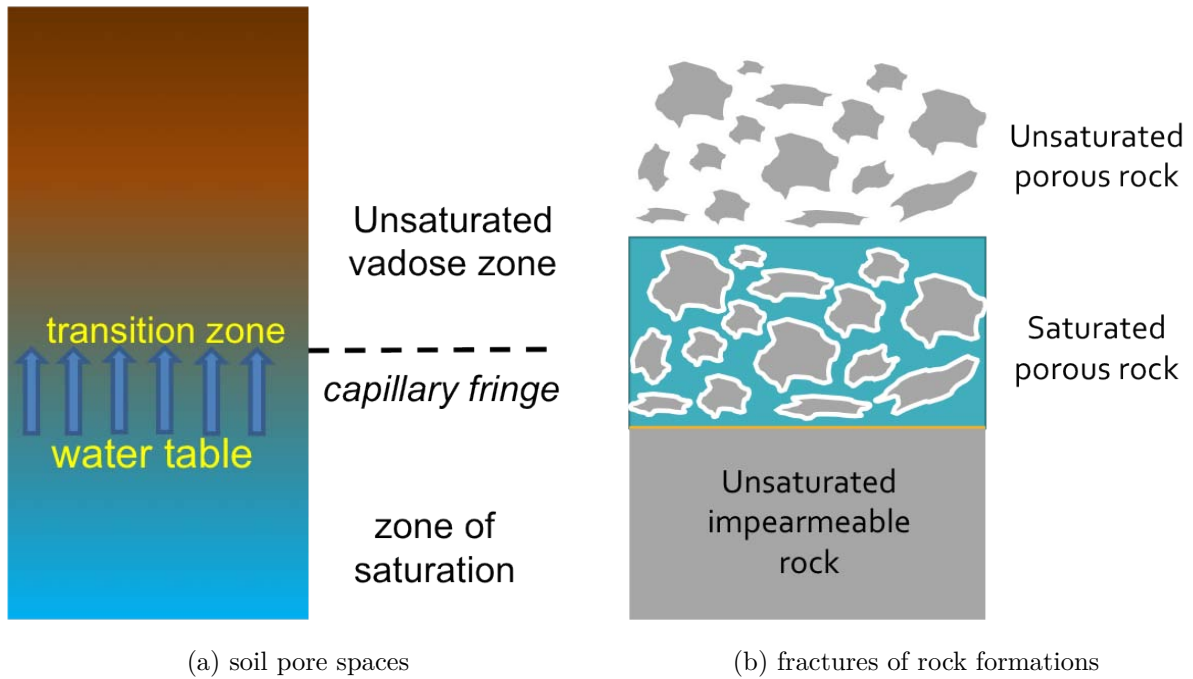 Unsaturated
vadose zone
transition zone
capillary fringe
water table
zone of
saturation
(a) soil pore spaces
Unsaturated
porous rock
Saturated
porous rock
Unsaturated
impearmeable
rock
(b) fractures of rock formations